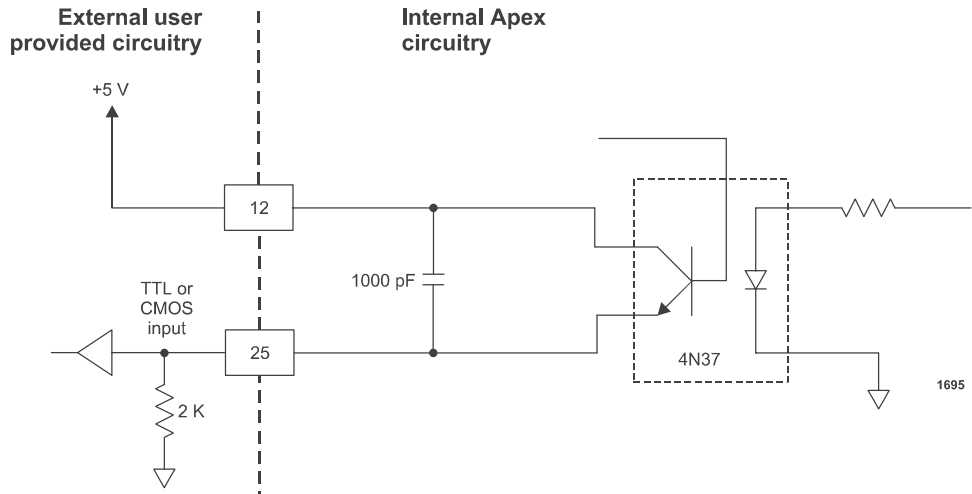 External user
provided circuitry
Internal Apex
circuitry
+5 V
12
1000 pF
TTL or
CMOS
input
25
2 K
4N37
1695